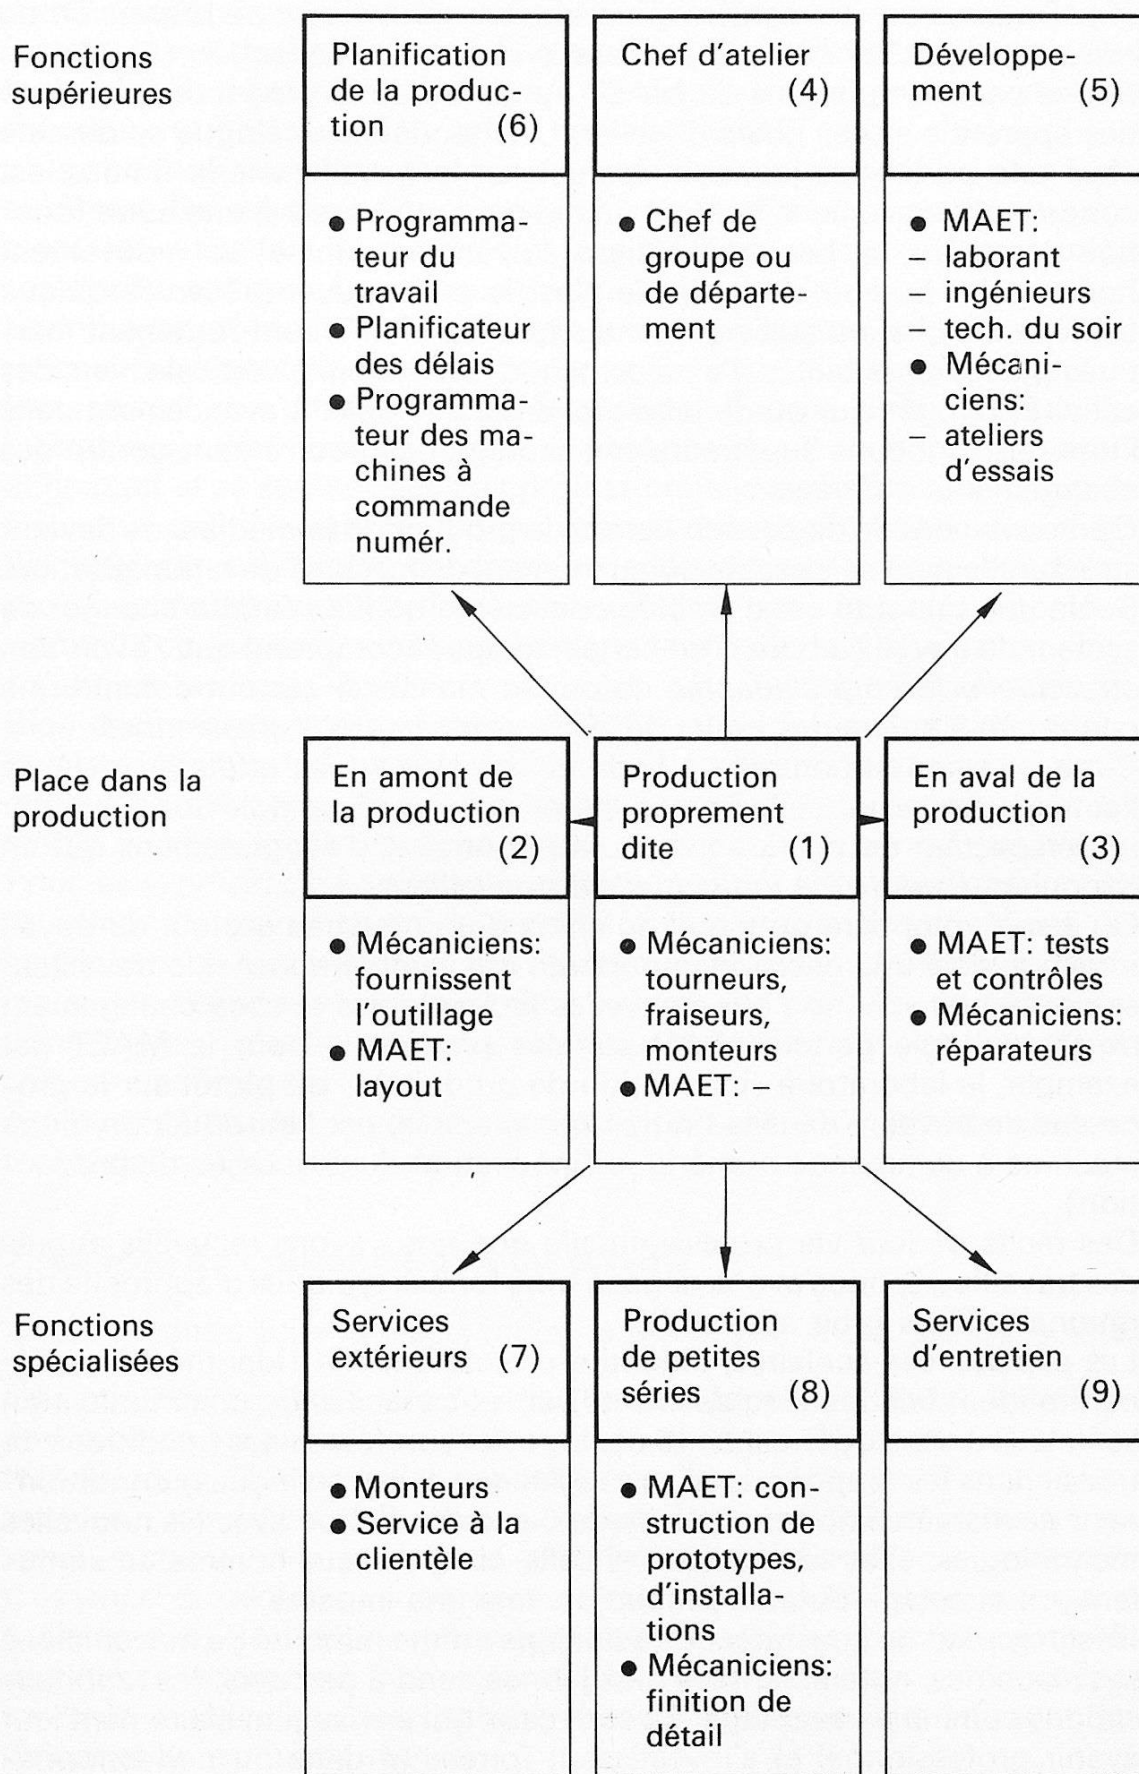 Fonctions
supérieures
Planification
de la produc-
tion (6)
Chef d'atelier
(4)
Développe-
ment (5)
● Programma-
teur du
travail
● Planificateur
des délais
● Programma-
teur des ma-
chines à
commande
numér.
● Chef de
groupe ou
de départe-
ment
● MAET:
– laborant
– ingénieurs
– tech. du soir
● Mécani-
ciens:
– ateliers
d'essais
Place dans la
production
En amont de
la production
(2)
Production
proprement
dite (1)
En aval de la
production
(3)
● Mécaniciens:
fournissent
l'outillage
● MAET:
layout
● Mécaniciens:
tourneurs,
fraiseurs,
monteurs
● MAET: –
● MAET: tests
et contrôles
● Mécaniciens:
réparateurs
Fonctions
spécialisées
Services
extérieurs (7)
Production
de petites
séries (8)
Services
d'entretien
(9)
● Monteurs
● Service à la
clientèle
● MAET: con-
struction de
prototypes,
d'installa-
tions
● Mécaniciens:
finition de
détail